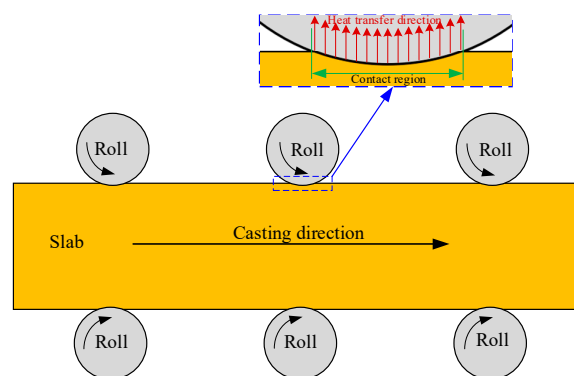 Heat transfer direction
Contact region
Roll
Roll
Roll
Slab
Casting direction
Roll
Roll
Roll